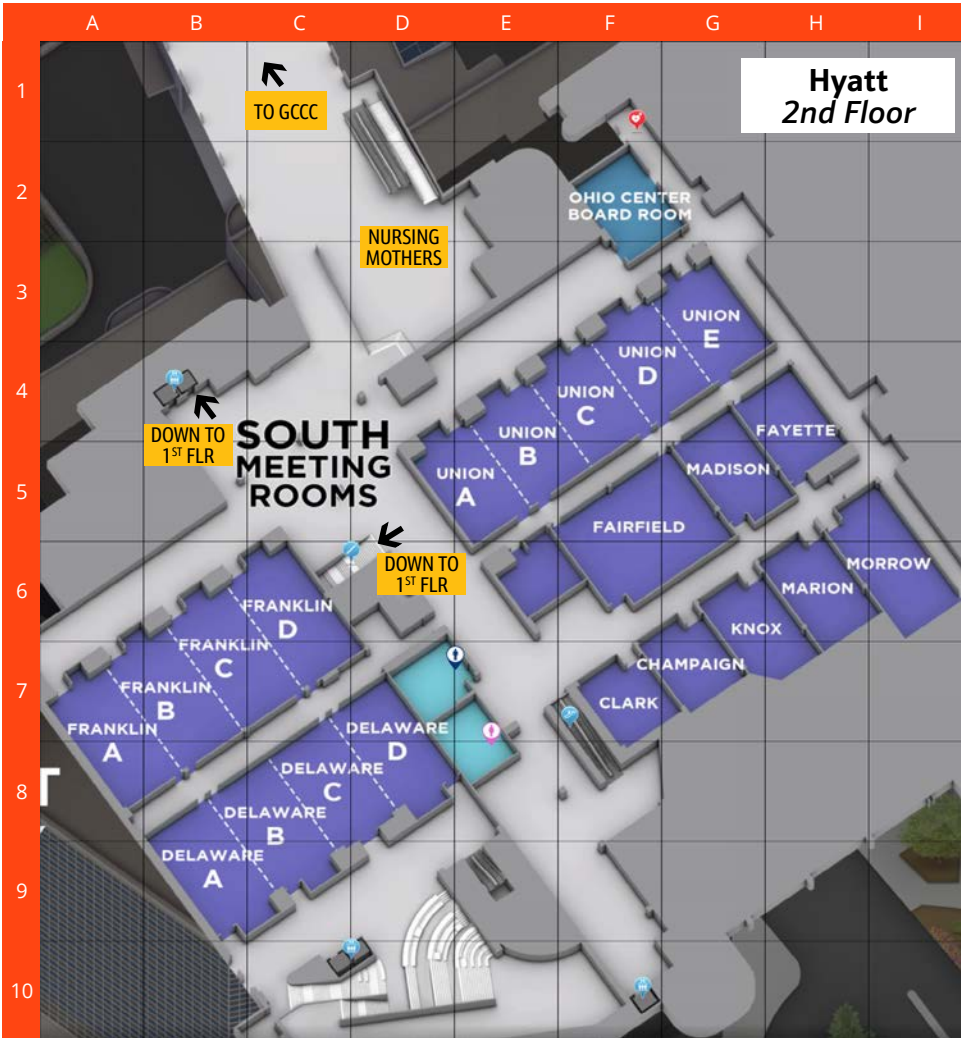 A B C D E F G H I
1
2
3
4
5
6
7
8
9
10
Hyatt
2nd Floor
TO GCCC
OHIO CENTER
BOARD ROOM
NURSING
MOTHERS
UNION
E
UNION
D
UNION
C
UNION
B
UNION
A
DOWN TO
1ST FLR
SOUTH
MEETING
ROOMS
FAYETTE
MADISON
FAIRFIELD
DOWN TO
1ST FLR
MORROW
MARION
KNOX
CHAMPAIGN
CLARK
FRANKLIN
D
FRANKLIN
C
FRANKLIN
B
FRANKLIN
A
DELAWARE
D
DELAWARE
C
DELAWARE
B
DELAWARE
A
T